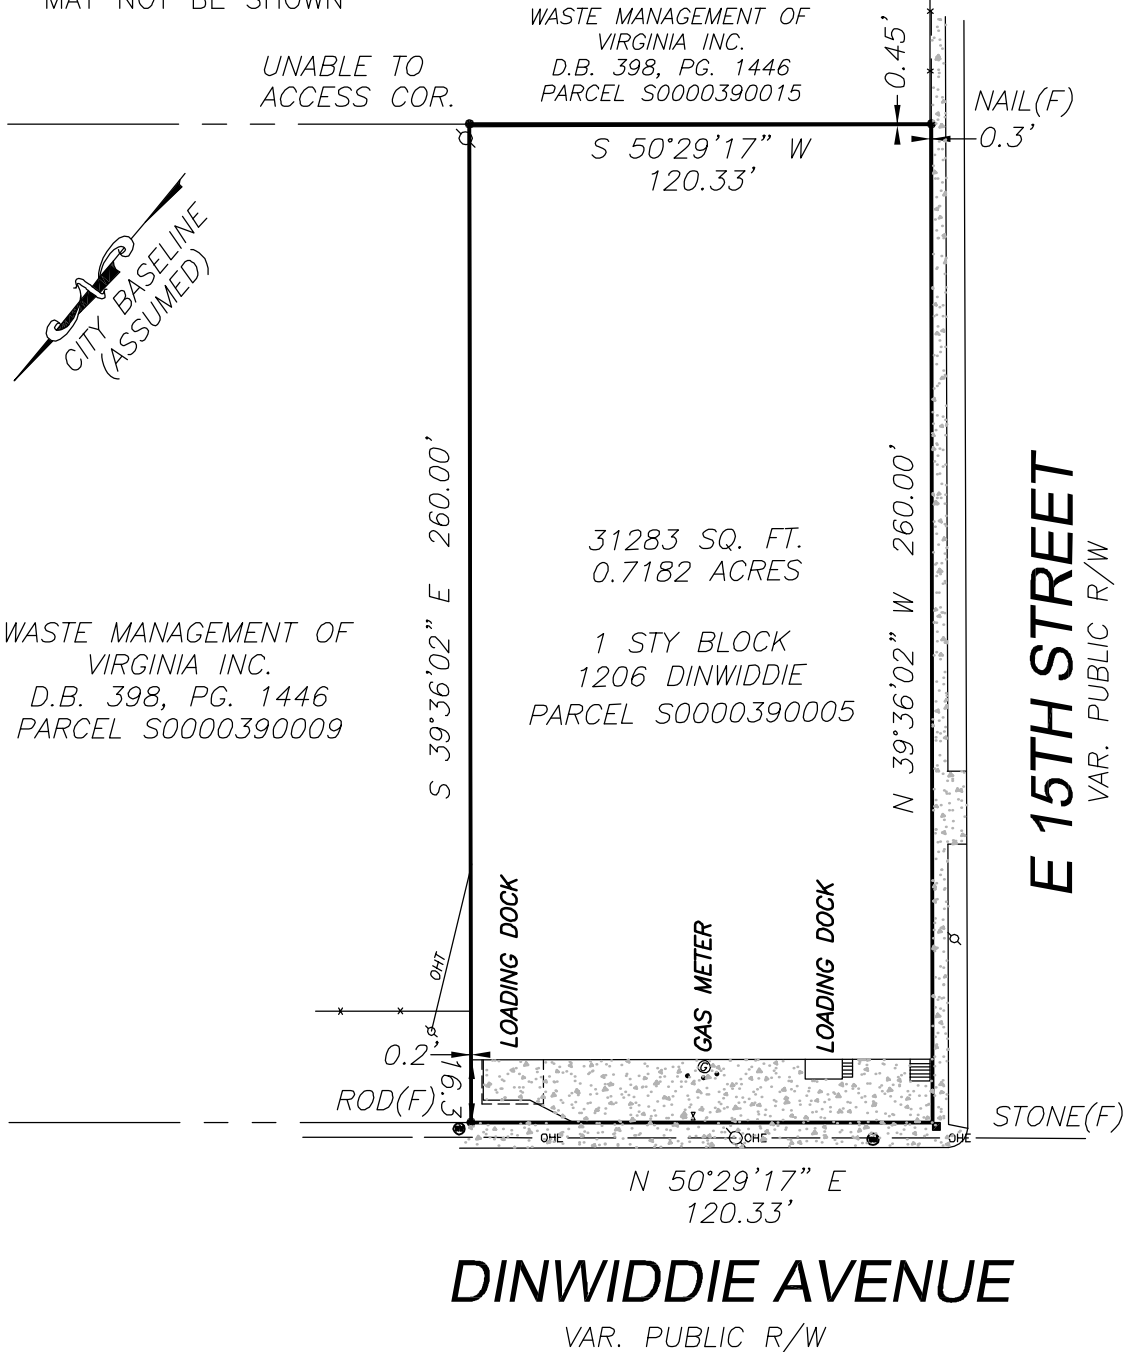 MAY NOT BE SHOWN
WASTE MANAGEMENT OF
VIRGINIA INC.
D.B. 398, PG. 1446
PARCEL S0000390015
UNABLE TO
ACCESS COR.
0.45'
NAIL(F)
0.3'
S 50°29'17" W
120.33'
N
CITY BASELINE
(ASSUMED)
S 39°36'02" E 260.00'
N 39°36'02" W 260.00'
31283 SQ. FT.
0.7182 ACRES
1 STY BLOCK
1206 DINWIDDIE
PARCEL S0000390005
WASTE MANAGEMENT OF
VIRGINIA INC.
D.B. 398, PG. 1446
PARCEL S0000390009
E 15TH STREET
VAR. PUBLIC R/W
OHT
LOADING DOCK
GAS METER
LOADING DOCK
0.2'
16.3'
G
ROD(F)
STONE(F)
OHE
OHE
OHE
N 50°29'17" E
120.33'
DINWIDDIE AVENUE
VAR. PUBLIC R/W